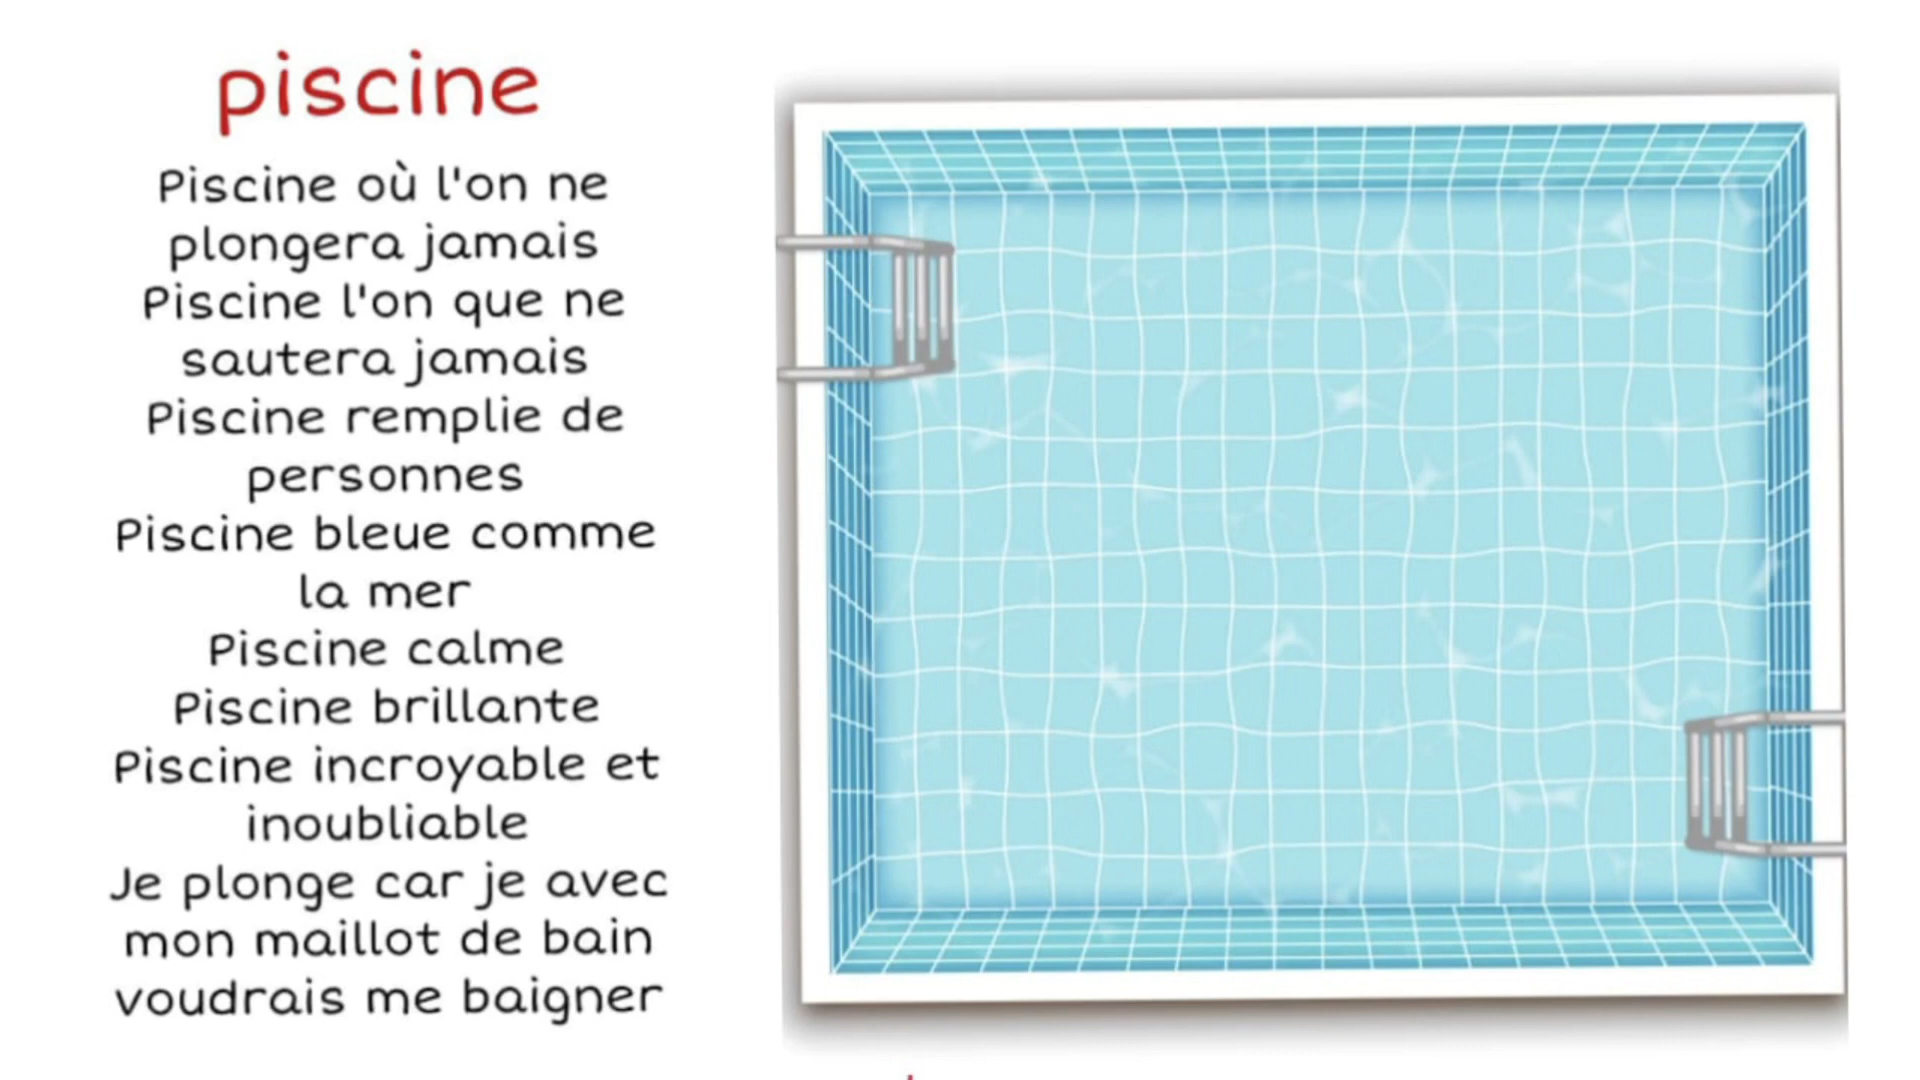 piscine
Piscine où l'on ne
plongera jamais
Piscine l'on que ne
sautera jamais
Piscine remplie de
personnes
Piscine bleue comme
la mer
Piscine calme
Piscine brillante
Piscine incroyable et
inoubliable
Je plonge car je avec
mon maillot de bain
voudrais me baigner